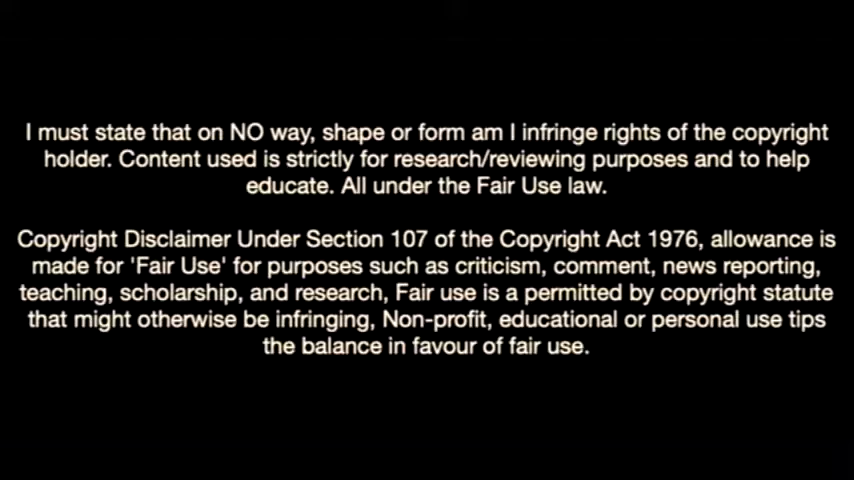 I must state that on NO way, shape or form am I infringe rights of the copyright
holder. Content used is strictly for research/reviewing purposes and to help
educate. All under the Fair Use law.
Copyright Disclaimer Under Section 107 of the Copyright Act 1976, allowance is
made for 'Fair Use' for purposes such as criticism, comment, news reporting,
teaching, scholarship, and research, Fair use is a permitted by copyright statute
that might otherwise be infringing, Non-profit, educational or personal use tips
the balance in favour of fair use.